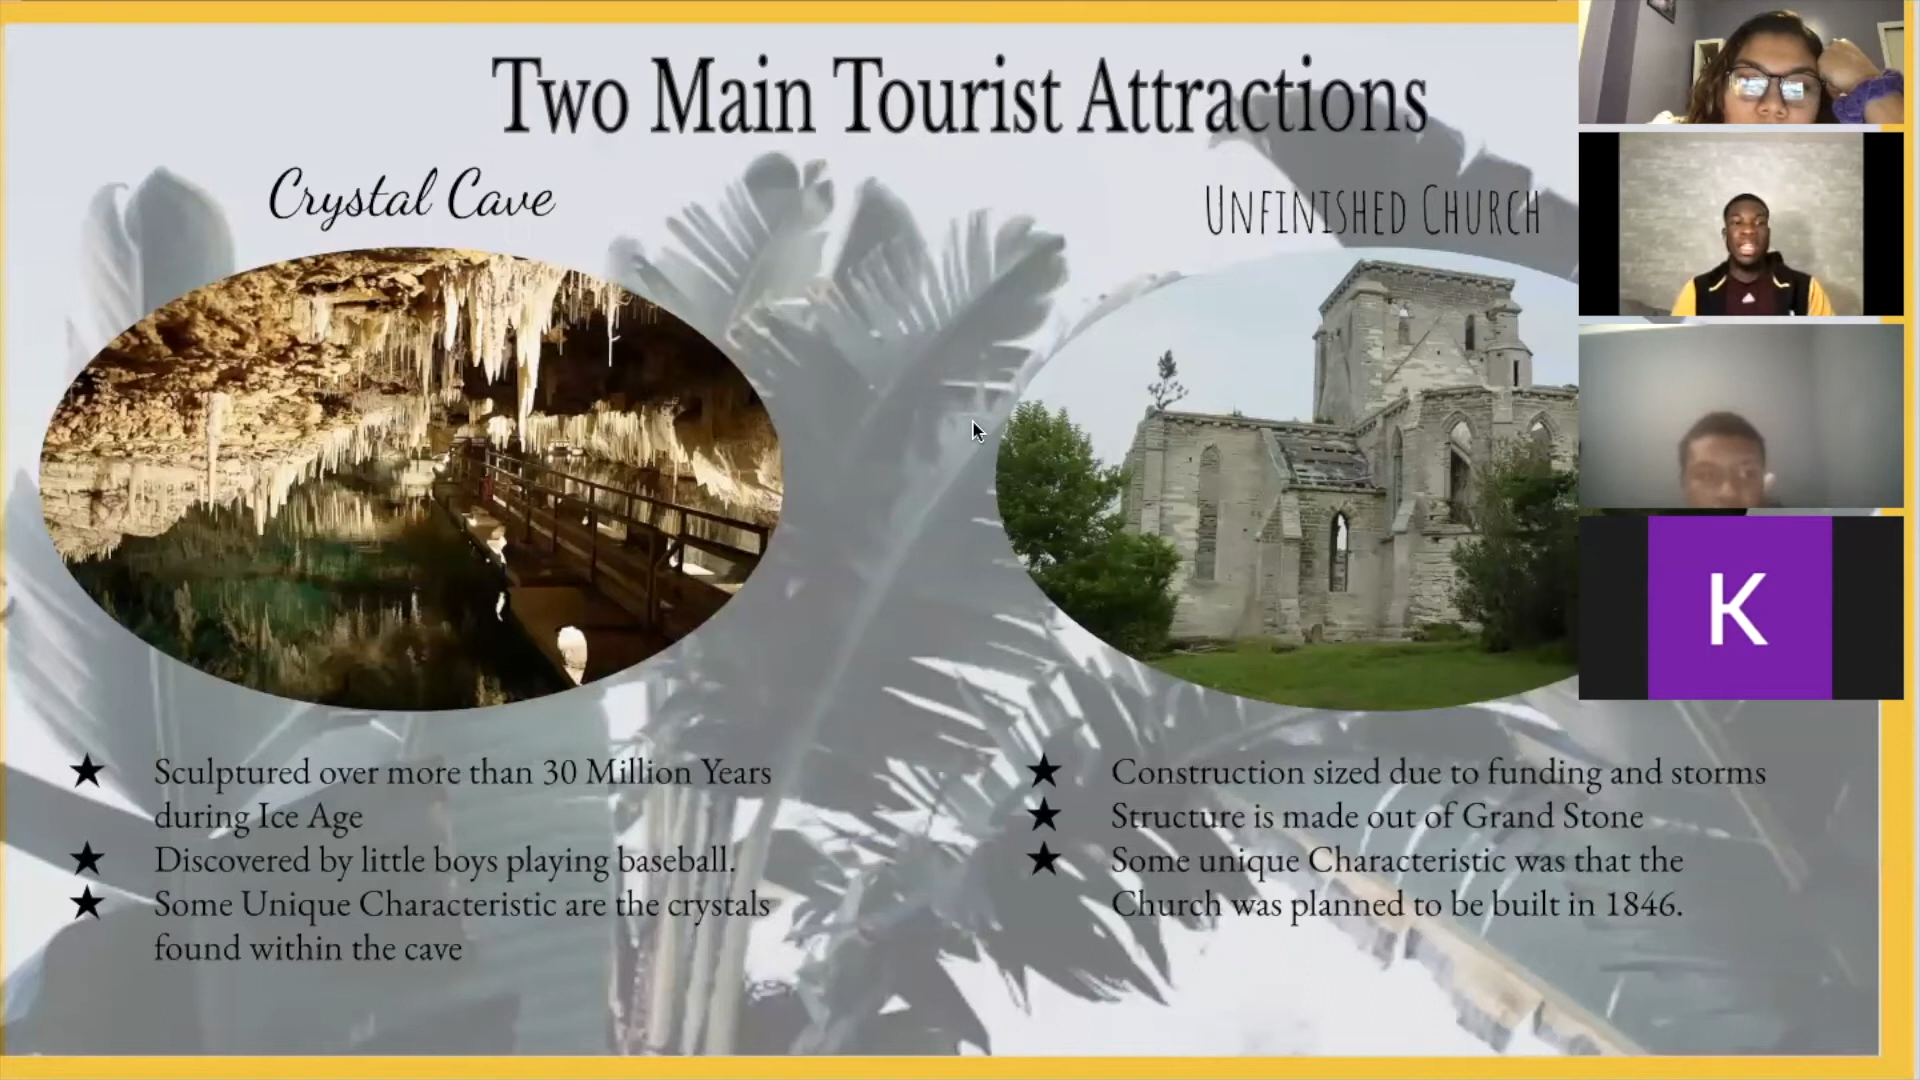 Two Main Tourist Attractions
Crystal Cave
Sculptured over more than 30 Million Years
during Ice Age
Discovered by little boys playing baseball.
Some Unique Characteristic are the crystals
found within the cave
UNFINISHED CHURCH
Construction sized due to funding and storms
Structure is made out of Grand Stone
Some unique Characteristic was that the
Church was planned to be built in 1846.
K